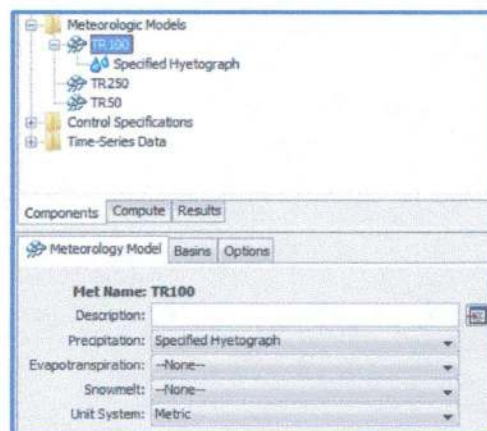 Meteorologic Models
TR100
Specified Hyetograph
TR250
TR50
Control Specifications
Time-Series Data
Components Compute Results
Meteorology Model Basins Options
Met Name: TR100
Description:
Precipitation: Specified Hyetograph
Evapotranspiration: --None--
Snowmelt: --None--
Unit System: Metric